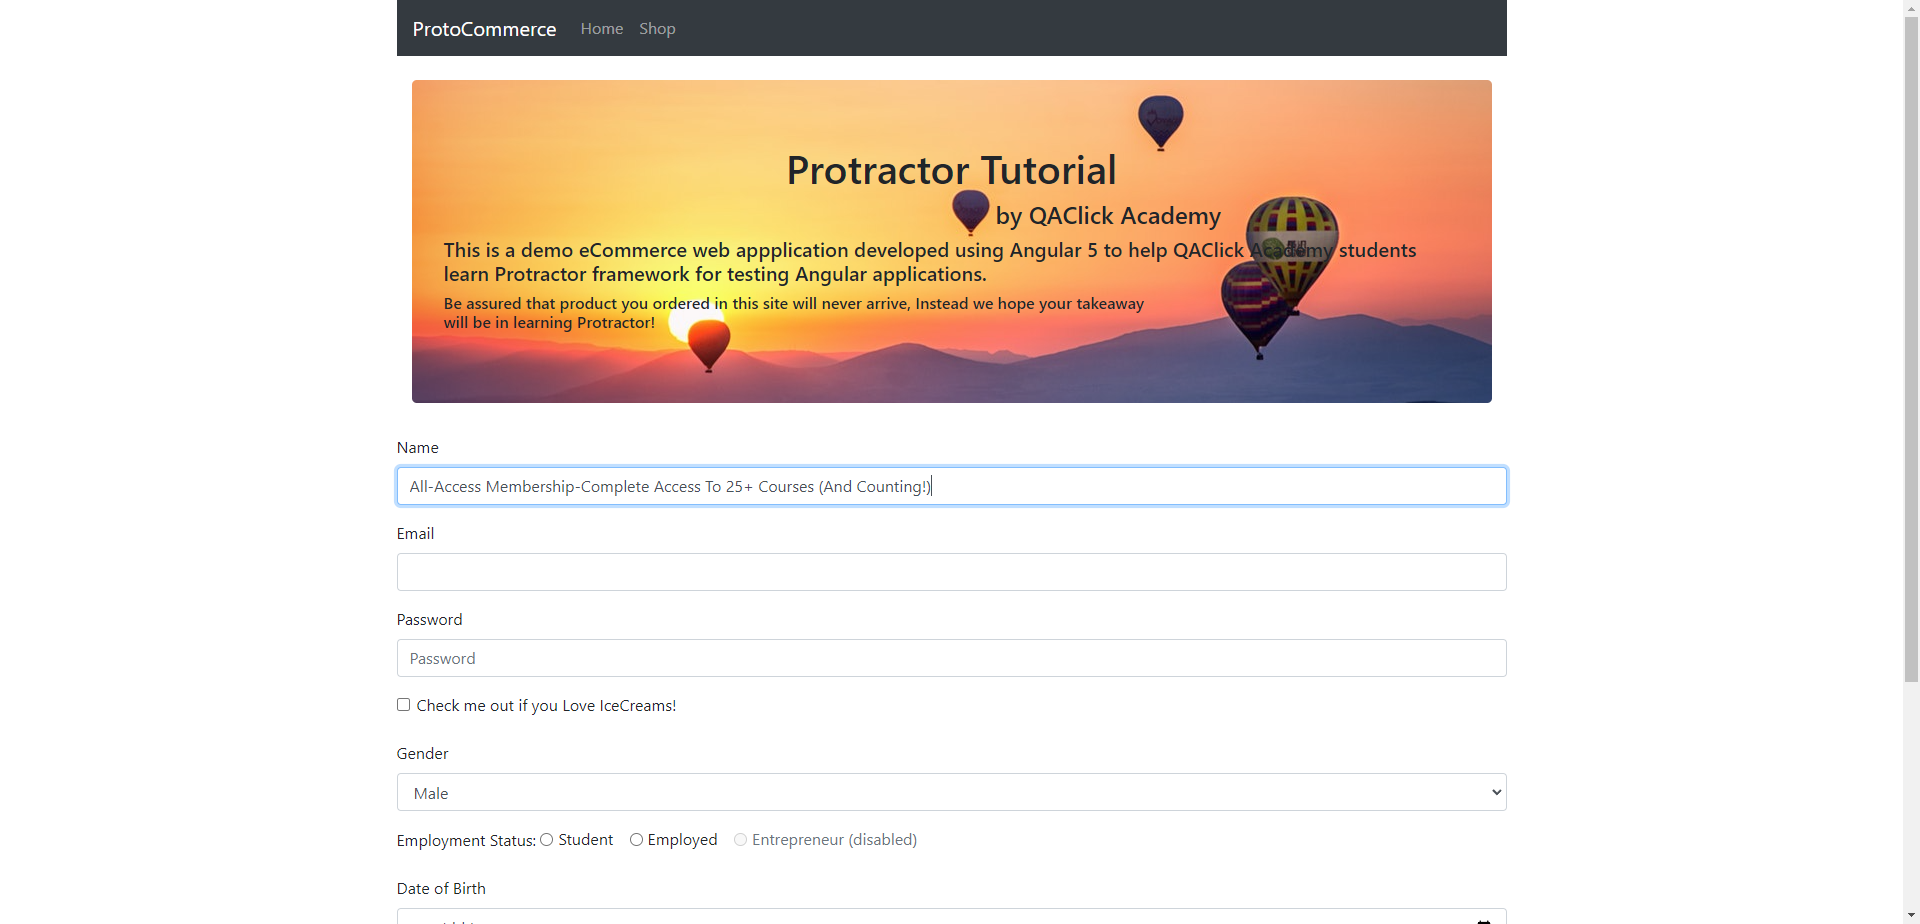 ProtoCommerce Home Shop
Protractor Tutorial
by QAClick Academy
This is a demo eCommerce web appplication developed using Angular 5 to help QAClick Academy students
learn Protractor framework for testing Angular applications.
Be assured that product you ordered in this site will never arrive, Instead we hope your takeaway
will be in learning Protractor!
Name
All-Access Membership-Complete Access To 25+ Courses (And Counting!)
Email
Password
Password
Check me out if you Love IceCreams!
Gender
Male
Employment Status: Student Employed Entrepreneur (disabled)
Date of Birth